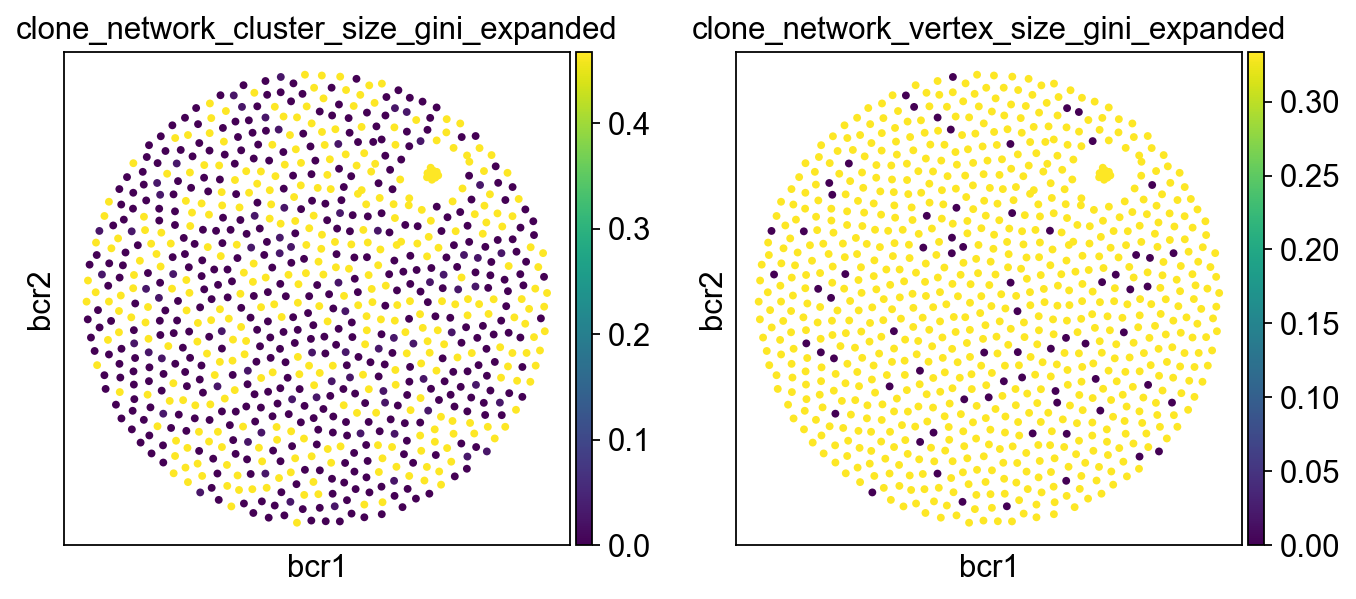 clone_network_cluster_size_gini_expanded
0.4
0.3
0.2
0.1
0.0
bcr2
bcr1
clone_network_vertex_size_gini_expanded
0.30
0.25
0.20
0.15
0.10
0.05
0.00
bcr2
bcr1